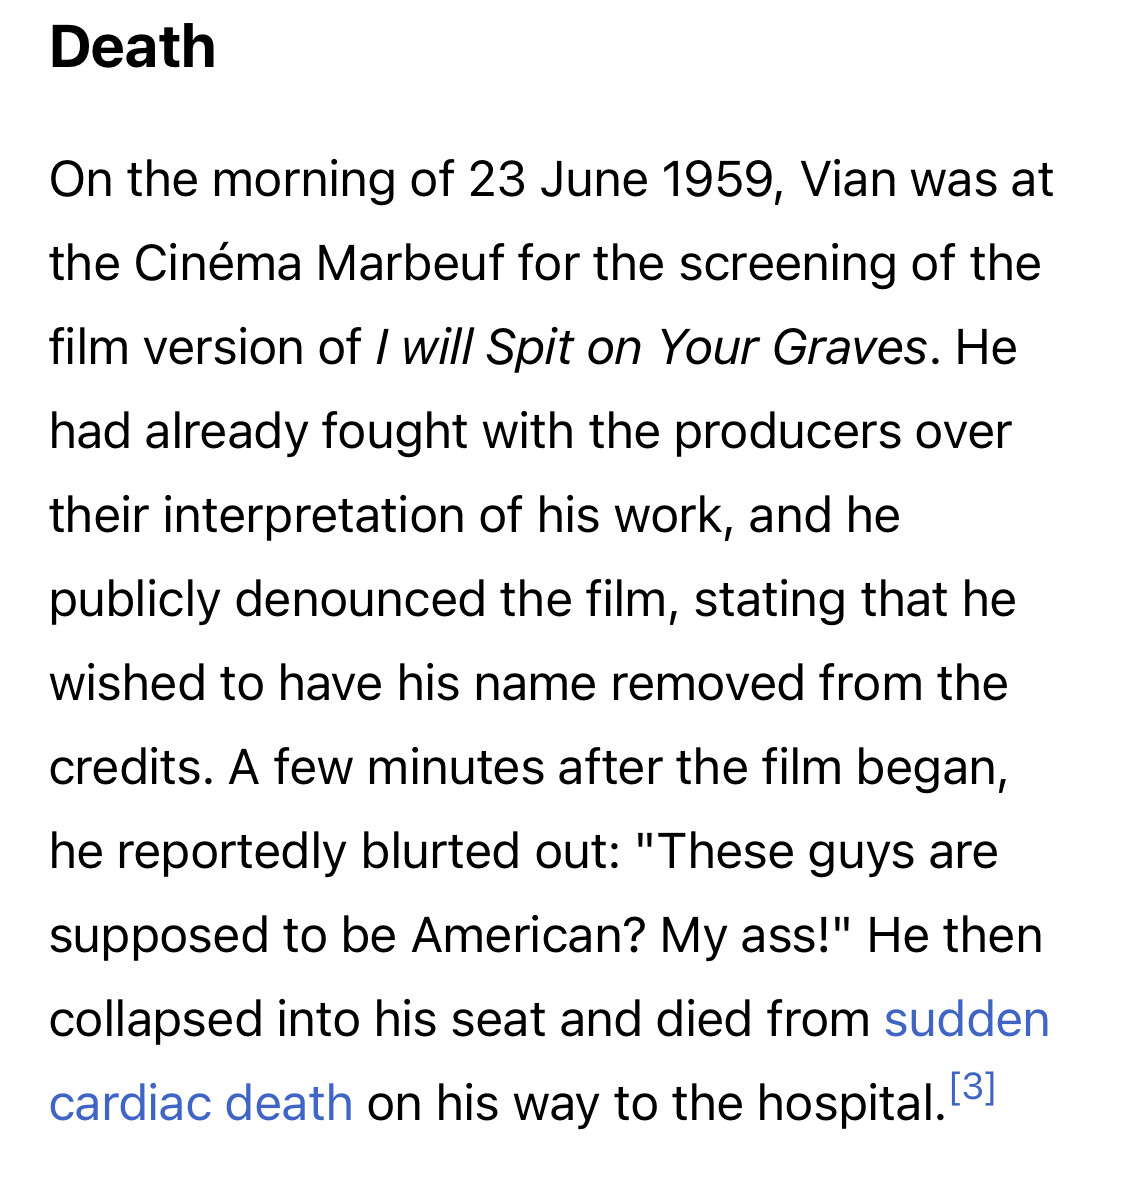 Death
On the morning of 23 June 1959, Vian was at
the Cinéma Marbeuf for the screening of the
film version of I will Spit on Your Graves. He
had already fought with the producers over
their interpretation of his work, and he
publicly denounced the film, stating that he
wished to have his name removed from the
credits. A few minutes after the film began,
he reportedly blurted out: "These guys are
supposed to be American? My ass!" He then
collapsed into his seat and died from sudden
cardiac death on his way to the hospital.[3]